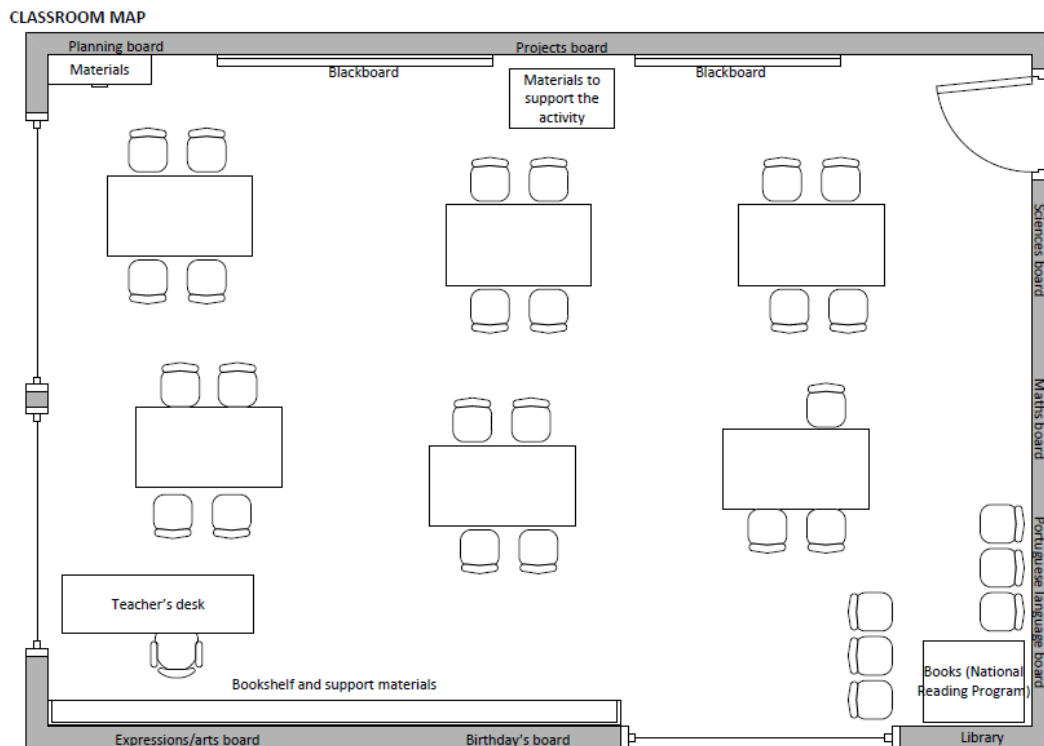 CLASSROOM MAP
Planning board
Projects board
Materials
Blackboard
Materials to
support the
activity
Blackboard
Sciences board
Maths board
Portuguese language board
Teacher's desk
Books (National
Reading Program)
Bookshelf and support materials
Expressions/arts board
Birthday's board
Library